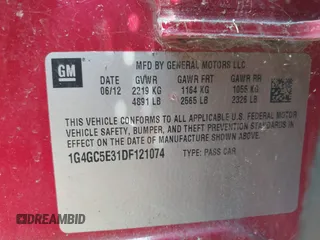 GM
MFD BY GENERAL MOTORS LLC
DATE GVWR GAWR FRT GAWR RR
06/12 2219 KG 1164 KG 1055 KG
4891 LB 2565 LB 2326 LB
THIS VEHICLE CONFORMS TO ALL APPLICABLE U.S. FEDERAL MOTOR
VEHICLE SAFETY, BUMPER, AND THEFT PREVENTION STANDARDS IN
EFFECT ON THE DATE OF MANUFACTURE SHOWN ABOVE.
1G4GC5E31DF121074 TYPE: PASS CAR
DREAMBID